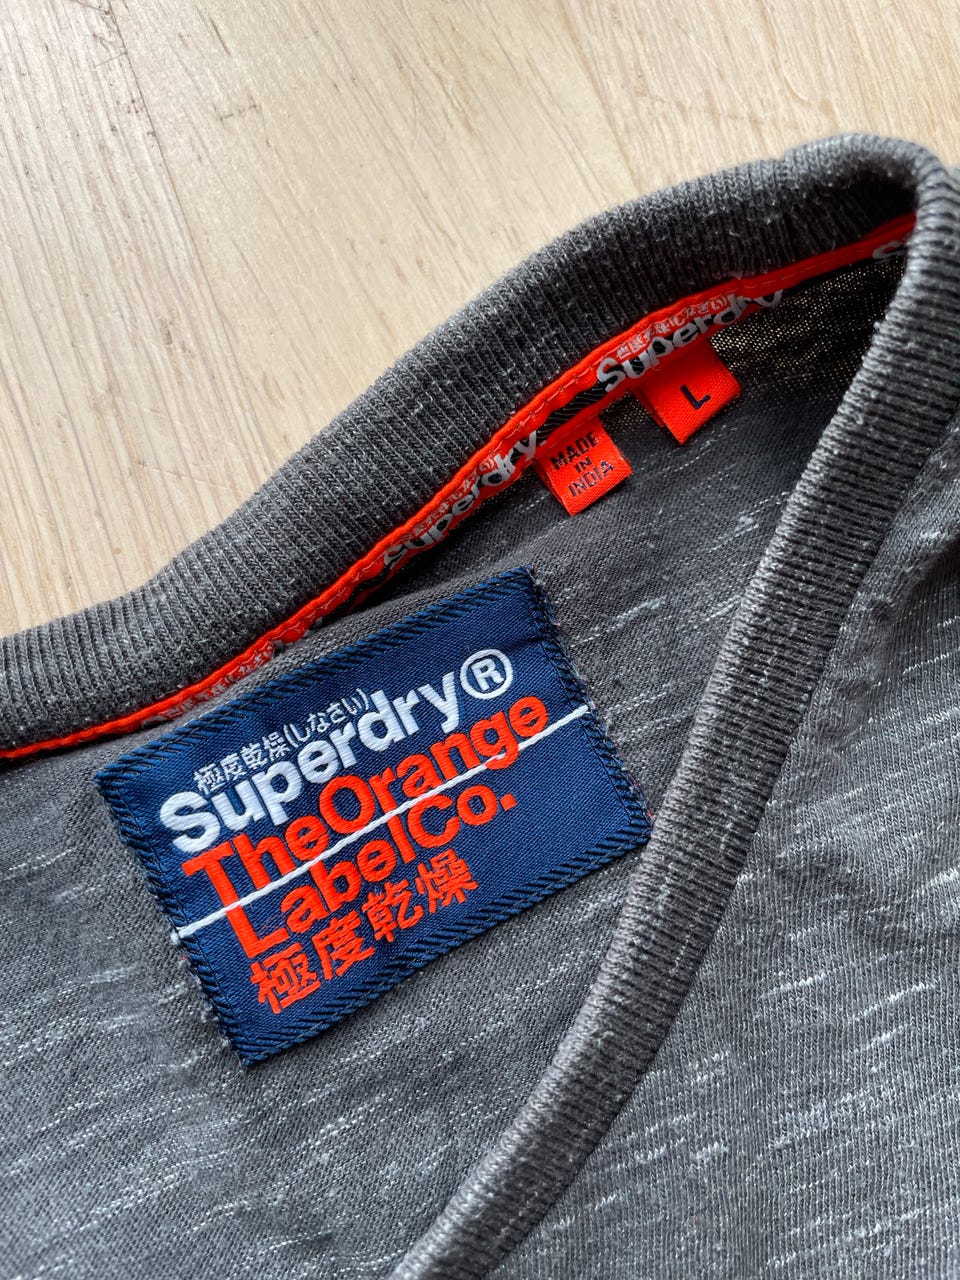 極度乾燥(しなさい)
Superdry®
TheOrange
LabelCo.
極度乾燥
Superdry
Superdry
MADE
IN
INDIA
L